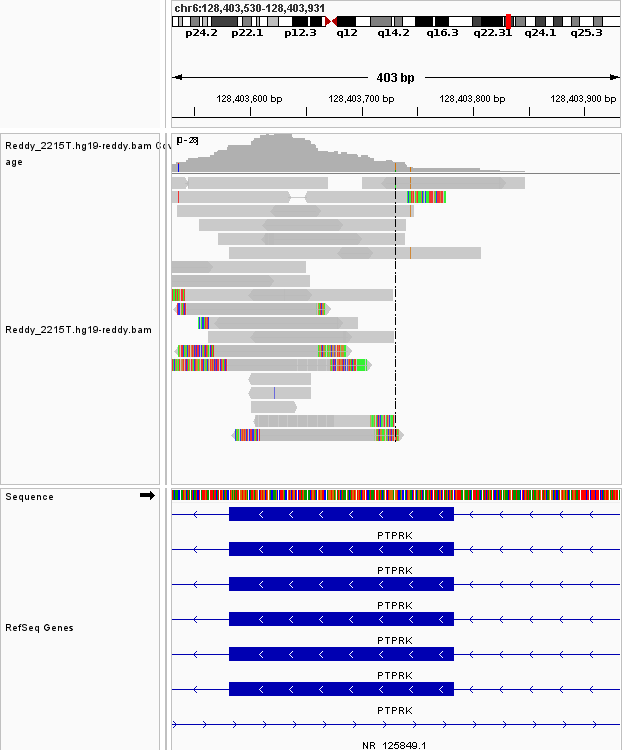 chr6:128,403,530-128,403,931
p24.2 p22.1 p12.3 q12 q14.2 q16.3 q22.31 q24.1 q25.3
403 bp
128,403,600 bp 128,403,700 bp 128,403,800 bp 128,403,900 bp
Reddy_2215T.hg19-reddy.bam Cov
age
[0-28]
Reddy_2215T.hg19-reddy.bam
Sequence
PTPRK
PTPRK
PTPRK
PTPRK
RefSeq Genes
PTPRK
PTPRK
NR_125849.1